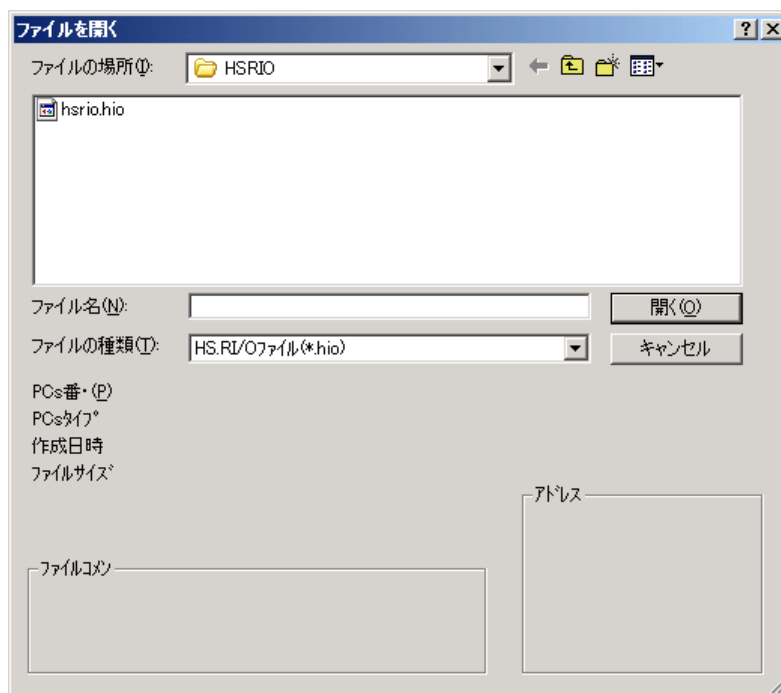 ファイルを開く
ファイルの場所(I):
HSRIO
hsrio.hio
ファイル名(N):
開く(O)
ファイルの種類(T):
HS.RI/Oファイル(*.hio)
キャンセル
PCs番・(P)
PCsタイプ
作成日時
ファイルサイズ
アドレス
ファイルコメン